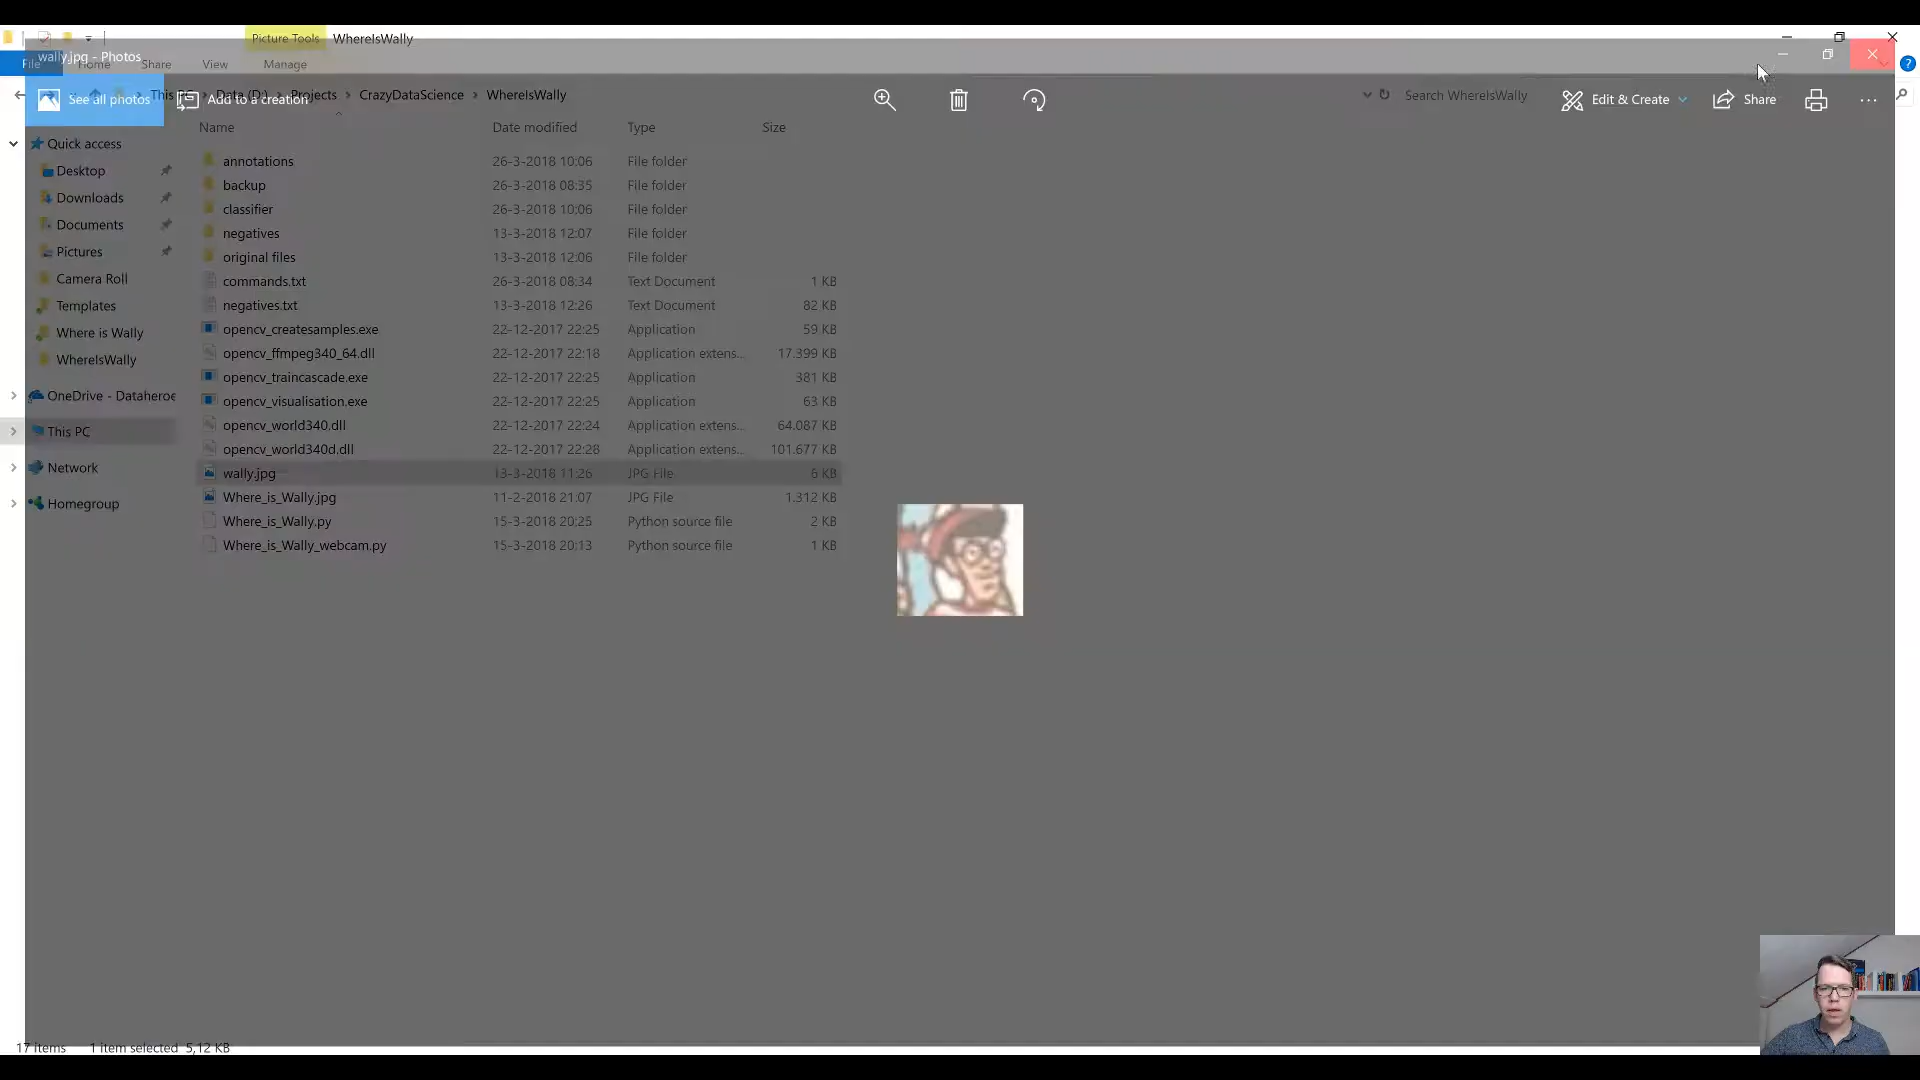 Picture Tools WhereIsWally
wally.jpg - Photos
File Home Share View Manage
See all photos Add to a creation Edit & Create Share
This PC Data (D:) Projects CrazyDataScience WhereIsWally Search WhereIsWally
Name Date modified Type Size
Quick access
Desktop
Downloads
Documents
Pictures
Camera Roll
Templates
Where is Wally
WhereIsWally
OneDrive - Dataheroe
This PC
Network
Homegroup
annotations 26-3-2018 10:06 File folder
backup 26-3-2018 08:35 File folder
classifier 26-3-2018 10:06 File folder
negatives 13-3-2018 12:07 File folder
original files 13-3-2018 12:06 File folder
commands.txt 26-3-2018 08:34 Text Document 1 KB
negatives.txt 13-3-2018 12:26 Text Document 82 KB
opencv_createsamples.exe 22-12-2017 22:25 Application 59 KB
opencv_ffmpeg340_64.dll 22-12-2017 22:18 Application extens... 17.399 KB
opencv_traincascade.exe 22-12-2017 22:25 Application 381 KB
opencv_visualisation.exe 22-12-2017 22:25 Application 63 KB
opencv_world340.dll 22-12-2017 22:24 Application extens... 64.087 KB
opencv_world340d.dll 22-12-2017 22:28 Application extens... 101.677 KB
wally.jpg 13-3-2018 11:26 JPG File 6 KB
Where_is_Wally.jpg 11-2-2018 21:07 JPG File 1.312 KB
Where_is_Wally.py 15-3-2018 20:25 Python source file 2 KB
Where_is_Wally_webcam.py 15-3-2018 20:13 Python source file 1 KB
17 items 1 item selected 5,12 KB